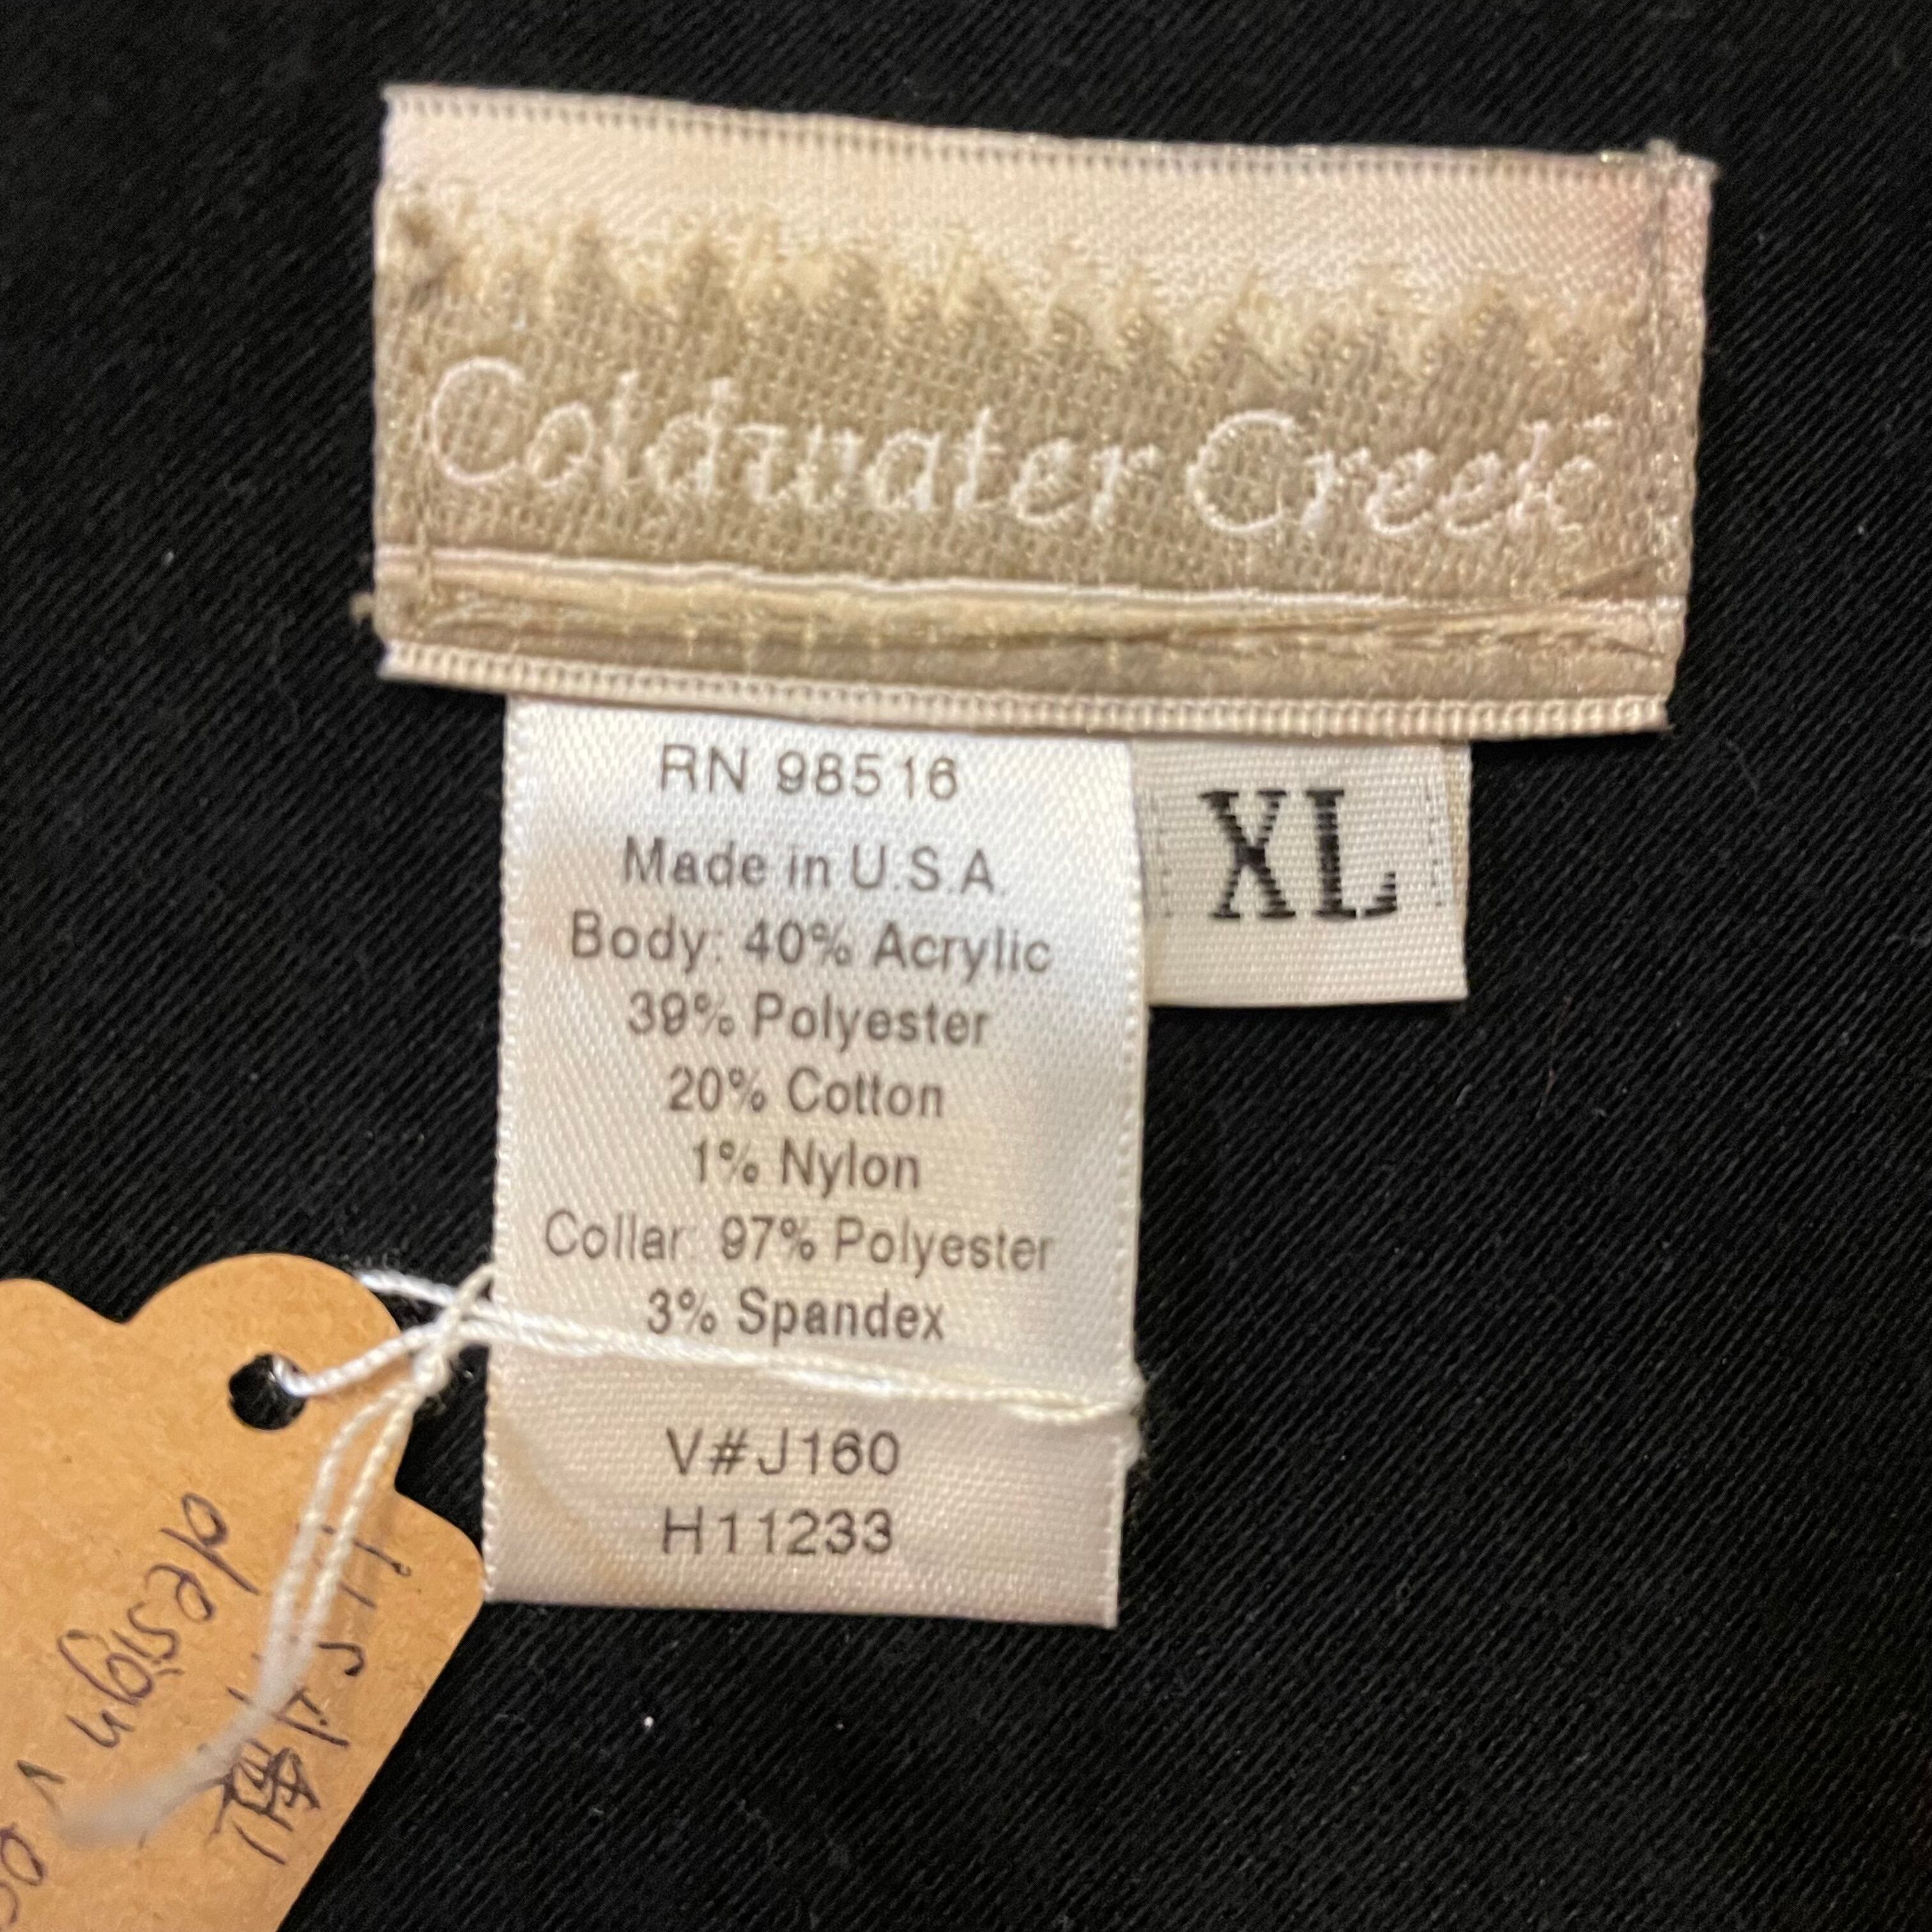 Coldwater Creek
RN 98516
XL
Made in U.S.A.
Body: 40% Acrylic
39% Polyester
20% Cotton
1% Nylon
Collar: 97% Polyester
3% Spandex
V#J160
H11233
design